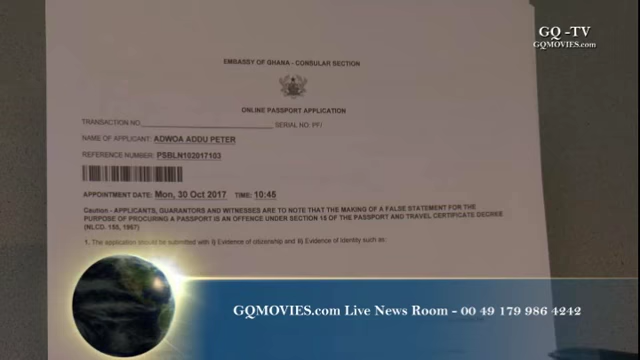 GQ -TV
GQMOVIES.com
EMBASSY OF GHANA - CONSULAR SECTION
ONLINE PASSPORT APPLICATION
TRANSACTION NO. SERIAL NO. PF/
NAME OF APPLICANT: ADWOA ADDU PETER
REFERENCE NUMBER: PSBLN102017103
APPOINTMENT DATE: Mon, 30 Oct 2017 TIME: 10:45
Caution - APPLICANTS, GUARANTORS AND WITNESSES ARE TO NOTE THAT THE MAKING OF A FALSE STATEMENT FOR THE
PURPOSE OF PROCURING A PASSPORT IS AN OFFENCE UNDER SECTION 15 OF THE PASSPORT AND TRAVEL CERTIFICATE DECREE
(NLCD. 155, 1967)
1. The application should be submitted with i) Evidence of citizenship and ii) Evidence of Identity such as:
GQMOVIES.com Live News Room - 00 49 179 986 4242